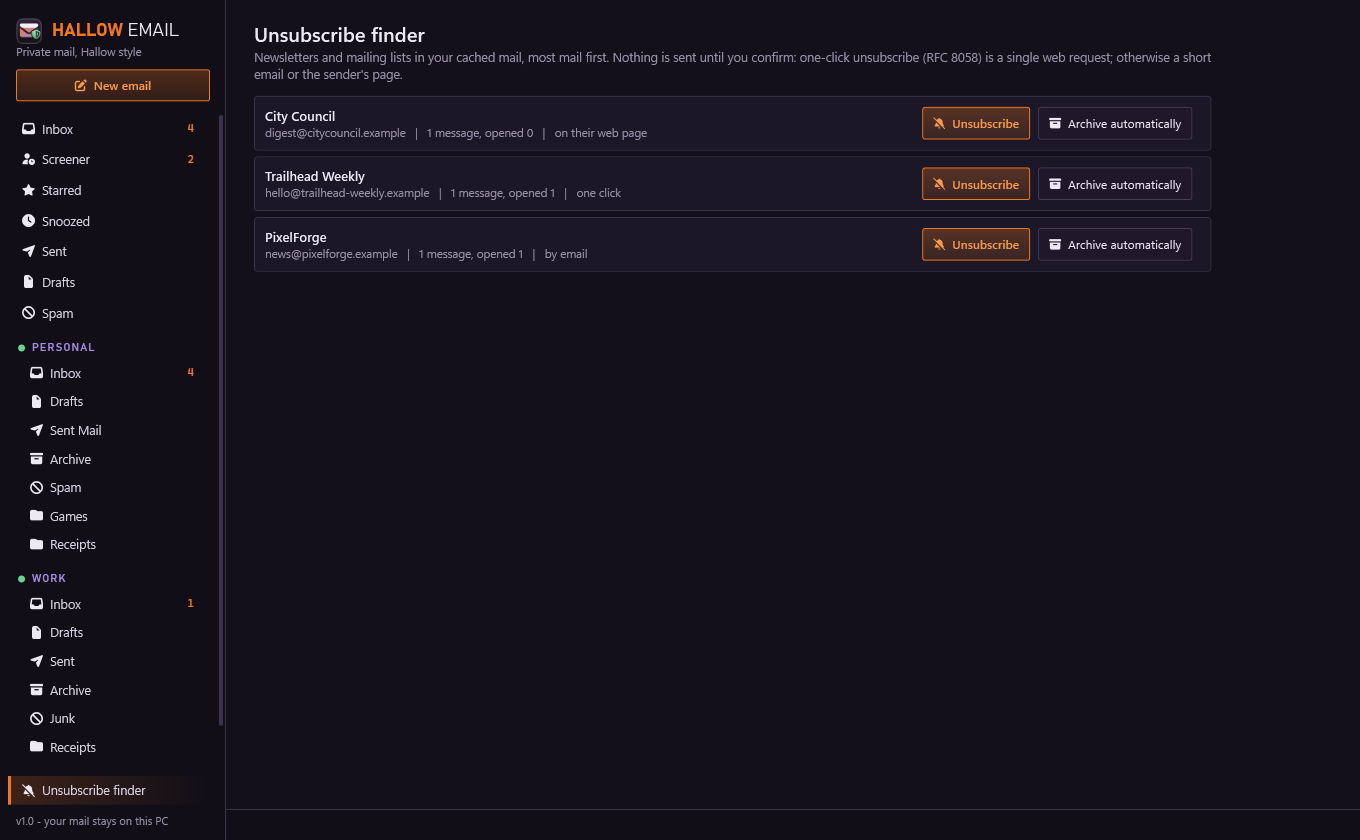 HALLOW EMAIL
Private mail, Hallow style
New email
Inbox 4
Screener 2
Starred
Snoozed
Sent
Drafts
Spam
PERSONAL
Inbox 4
Drafts
Sent Mail
Archive
Spam
Games
Receipts
WORK
Inbox 1
Drafts
Sent
Archive
Junk
Receipts
Unsubscribe finder
v1.0 - your mail stays on this PC
Unsubscribe finder
Newsletters and mailing lists in your cached mail, most mail first. Nothing is sent until you confirm: one-click unsubscribe (RFC 8058) is a single web request; otherwise a short
email or the sender's page.
City Council
digest@citycouncil.example | 1 message, opened 0 | on their web page
Unsubscribe
Archive automatically
Trailhead Weekly
hello@trailhead-weekly.example | 1 message, opened 1 | one click
Unsubscribe
Archive automatically
PixelForge
news@pixelforge.example | 1 message, opened 1 | by email
Unsubscribe
Archive automatically